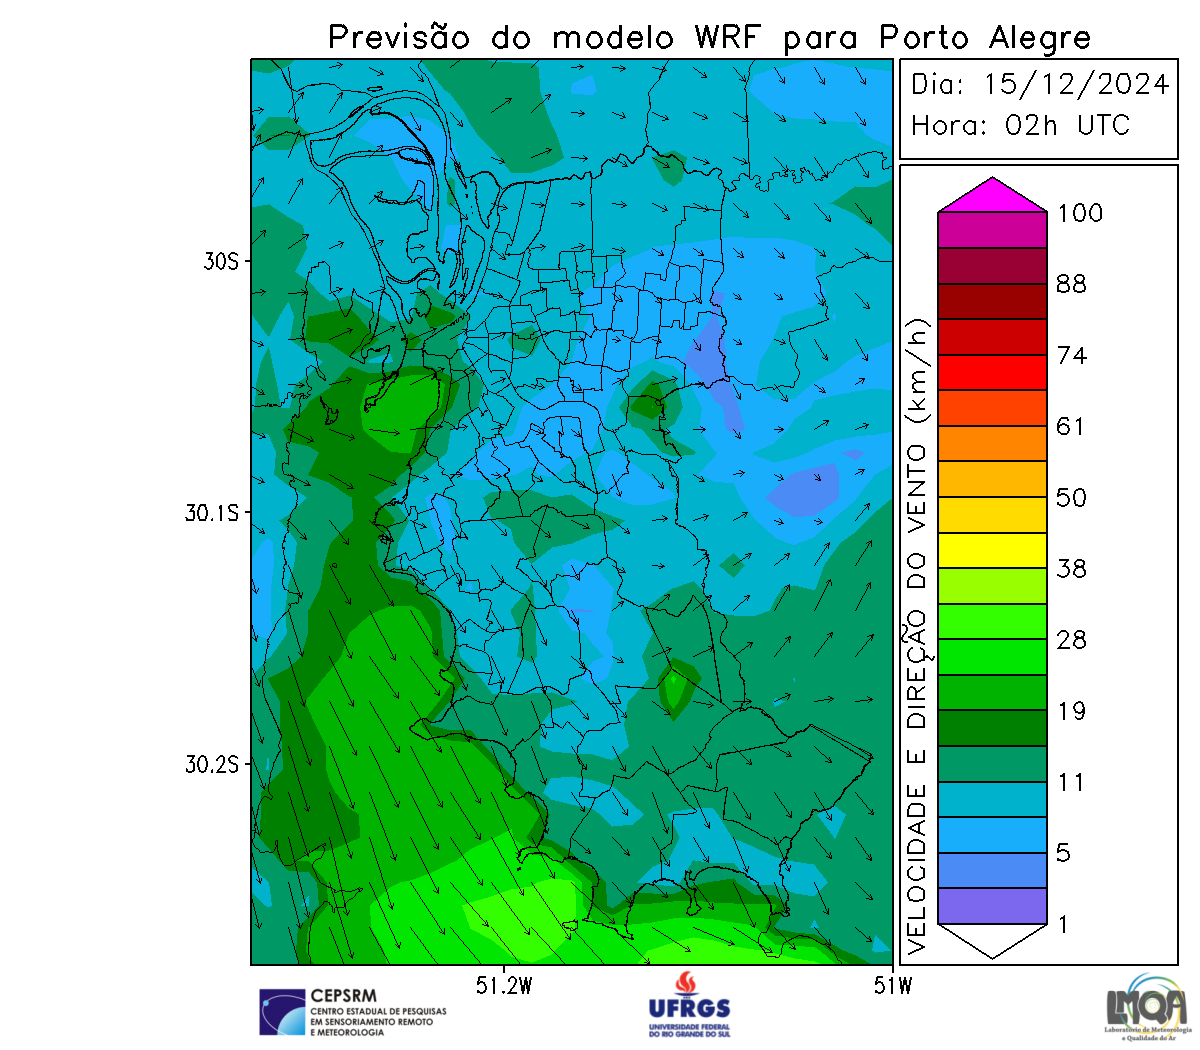 Previsão do modelo WRF para Porto Alegre
Dia: 15/12/2024
Hora: 02h UTC
30S
30.1S
30.2S
51.2W
51W
VELOCIDADE E DIREÇÃO DO VENTO (km/h)
100
88
74
61
50
38
28
19
11
5
1
CEPSRM
CENTRO ESTADUAL DE PESQUISAS
EM SENSORIAMENTO REMOTO
E METEOROLOGIA
UFRGS
UNIVERSIDADE FEDERAL
DO RIO GRANDE DO SUL
LMQA
Laboratório de Meteorologia
e Qualidade do Ar